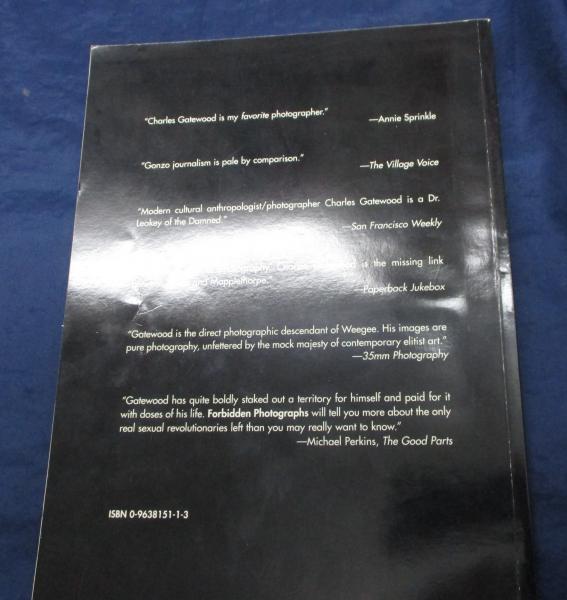 “Charles Gatewood is my favorite photographer.”
—Annie Sprinkle
“Gonzo journalism is pale by comparison.”
—The Village Voice
“Modern cultural anthropologist/photographer Charles Gatewood is a Dr.
Leakey of the Damned.”
—San Francisco Weekly
is the missing link
and Mapplethorpe.”
—Paperback Jukebox
“Gatewood is the direct photographic descendant of Weegee. His images are
pure photography, unfettered by the mock majesty of contemporary elitist art.”
—35mm Photography
“Gatewood has quite boldly staked out a territory for himself and paid for it
with doses of his life. Forbidden Photographs will tell you more about the only
real sexual revolutionaries left than you may really want to know.”
—Michael Perkins, The Good Parts
ISBN 0-9638151-1-3